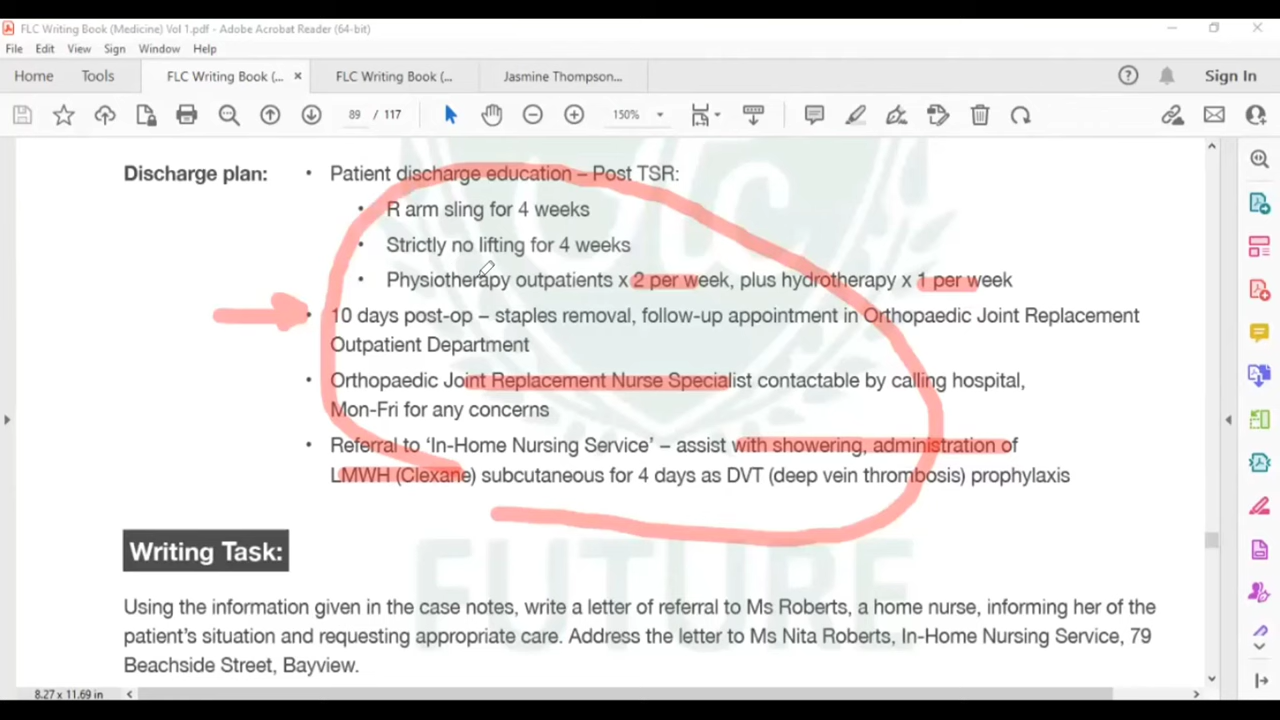 FLC Writing Book (Medicine) Vol 1.pdf - Adobe Acrobat Reader (64-bit)
File Edit View Sign Window Help
Home Tools FLC Writing Book (... × FLC Writing Book (... Jasmine Thompson... Sign In
89 / 117 150%
Discharge plan: • Patient discharge education – Post TSR:
• R arm sling for 4 weeks
• Strictly no lifting for 4 weeks
• Physiotherapy outpatients x 2 per week, plus hydrotherapy x 1 per week
• 10 days post-op – staples removal, follow-up appointment in Orthopaedic Joint Replacement
Outpatient Department
• Orthopaedic Joint Replacement Nurse Specialist contactable by calling hospital,
Mon-Fri for any concerns
• Referral to ‘In-Home Nursing Service’ – assist with showering, administration of
LMWH (Clexane) subcutaneous for 4 days as DVT (deep vein thrombosis) prophylaxis
FUTURE
Writing Task:
Using the information given in the case notes, write a letter of referral to Ms Roberts, a home nurse, informing her of the
patient’s situation and requesting appropriate care. Address the letter to Ms Nita Roberts, In-Home Nursing Service, 79
Beachside Street, Bayview.
8.27 x 11.69 in